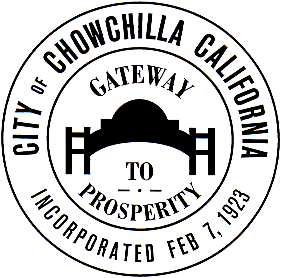 CITY OF CHOWCHILLA CALIFORNIA
GATEWAY
TO
PROSPERITY
INCORPORATED FEB 7, 1923